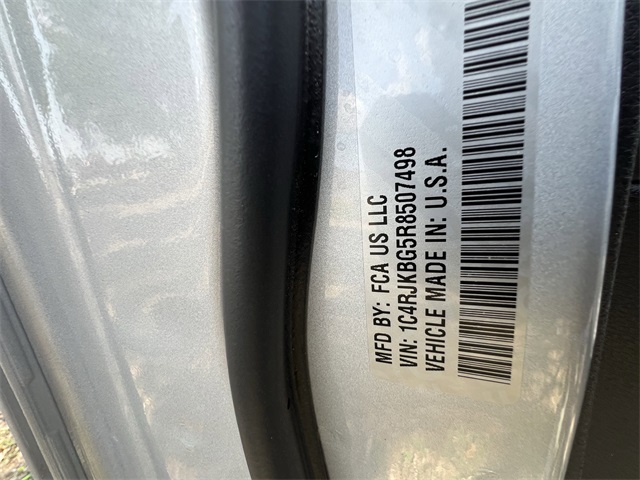 MFD BY: FCA US LLC
VIN: 1C4RJKBG5R8507498
VEHICLE MADE IN: U.S.A.